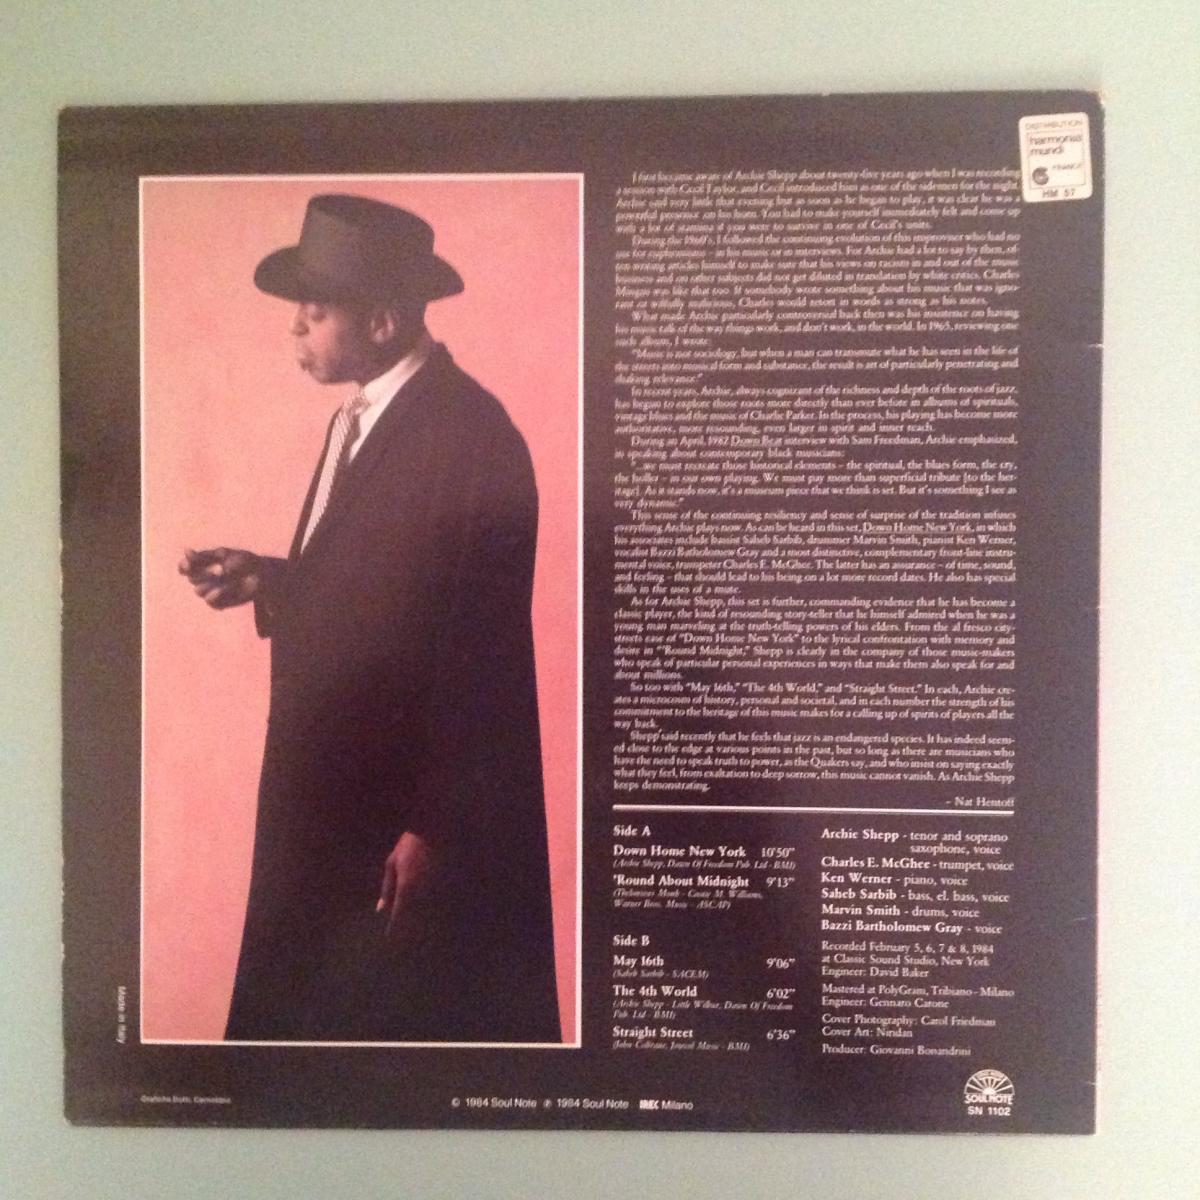 DISTRIBUTION
harmonia
mundi
FRANCE
HM 57
I first became aware of Archie Shepp about twenty-five years ago when I was recording
a session with Cecil Taylor, and Cecil introduced him as one of the sidemen for the night.
Archie said very little that evening but as soon as he began to play, it was clear he was a
powerful presence on his horn. You had to make yourself immediately felt and come up
with a lot of stamina if you were to survive in one of Cecil's units.
During the 1960's, I followed the continuing evolution of this improviser who had no
use for euphemisms – in his music or in interviews. For Archie had a lot to say by then, of-
ten writing articles himself to make sure that his views on racism in and out of the music
business and on other subjects did not get diluted in translation by white critics. Charles
Mingus was like that too. If somebody wrote something about his music that was igno-
rant or wilfully malicious, Charles would retort in words as strong as his notes.
What made Archie particularly controversial back then was his insistence on having
his music talk of the way things work, and don't work, in the world. In 1965, reviewing one
such album, I wrote:
"Music is not sociology, but when a man can transmute what he has seen in the life of
the streets into musical form and substance, the result is art of particularly penetrating and
shaking relevance."
In recent years, Archie, always cognizant of the richness and depth of the roots of jazz,
has begun to explore those roots more directly than ever before in albums of spirituals,
vintage blues and the music of Charlie Parker. In the process, his playing has become more
authoritative, more resounding, even larger in spirit and inner reach.
During an April, 1982 Down Beat interview with Sam Freedman, Archie emphasized,
in speaking about contemporary black musicians:
"...we must recreate those historical elements – the spiritual, the blues form, the cry,
the holler – in our own playing. We must pay more than superficial tribute [to the her-
itage]. As it stands now, it's a museum piece that we think is set. But it's something I see as
very dynamic."
This sense of the continuing resiliency and sense of surprise of the tradition infuses
everything Archie plays now. As can be heard in this set, Down Home New York, in which
his associates include bassist Saheb Sarbib, drummer Marvin Smith, pianist Ken Werner,
vocalist Bazzi Bartholomew Gray and a most distinctive, complementary front-line instru-
mental voice, trumpeter Charles E. McGhee. The latter has an assurance – of time, sound,
and feeling – that should lead to his being on a lot more record dates. He also has special
skills in the uses of a mute.
As for Archie Shepp, this set is further, commanding evidence that he has become a
classic player, the kind of resounding story-teller that he himself admired when he was a
young man marveling at the truth-telling powers of his elders. From the al fresco city-
streets ease of "Down Home New York" to the lyrical confrontation with memory and
desire in "'Round Midnight," Shepp is clearly in the company of those music-makers
who speak of particular personal experiences in ways that make them also speak for and
about millions.
So too with "May 16th," "The 4th World," and "Straight Street." In each, Archie cre-
ates a microcosm of history, personal and societal, and in each number the strength of his
commitment to the heritage of this music makes for a calling up of spirits of players all the
way back.
Shepp said recently that he feels that jazz is an endangered species. It has indeed seem-
ed close to the edge at various points in the past, but so long as there are musicians who
have the need to speak truth to power, as the Quakers say, and who insist on saying exactly
what they feel, from exaltation to deep sorrow, this music cannot vanish. As Archie Shepp
keeps demonstrating.
– Nat Hentoff
Side A
Down Home New York 10'50"
(Archie Shepp, Dawn Of Freedom Pub. Ltd - BMI)
'Round About Midnight 9'13"
(Thelonious Monk - Cootie M. Williams,
Warner Bros. Music - ASCAP)
Side B
May 16th 9'06"
(Saheb Sarbib - SACEM)
The 4th World 6'02"
(Archie Shepp - Little Wilbur, Dawn Of Freedom
Pub. Ltd - BMI)
Straight Street 6'36"
(John Coltrane, Jowcol Music - BMI)
Archie Shepp - tenor and soprano
saxophone, voice
Charles E. McGhee - trumpet, voice
Ken Werner - piano, voice
Saheb Sarbib - bass, el. bass, voice
Marvin Smith - drums, voice
Bazzi Bartholomew Gray - voice
Recorded February 5, 6, 7 & 8, 1984
at Classic Sound Studio, New York
Engineer: David Baker
Mastered at PolyGram, Tribiano - Milano
Engineer: Gennaro Carone
Cover Photography: Carol Friedman
Cover Art: Nindan
Producer: Giovanni Bonandrini
Made in Italy
© 1984 Soul Note ℗ 1984 Soul Note IREC Milano
SOUL NOTE
SN 1102